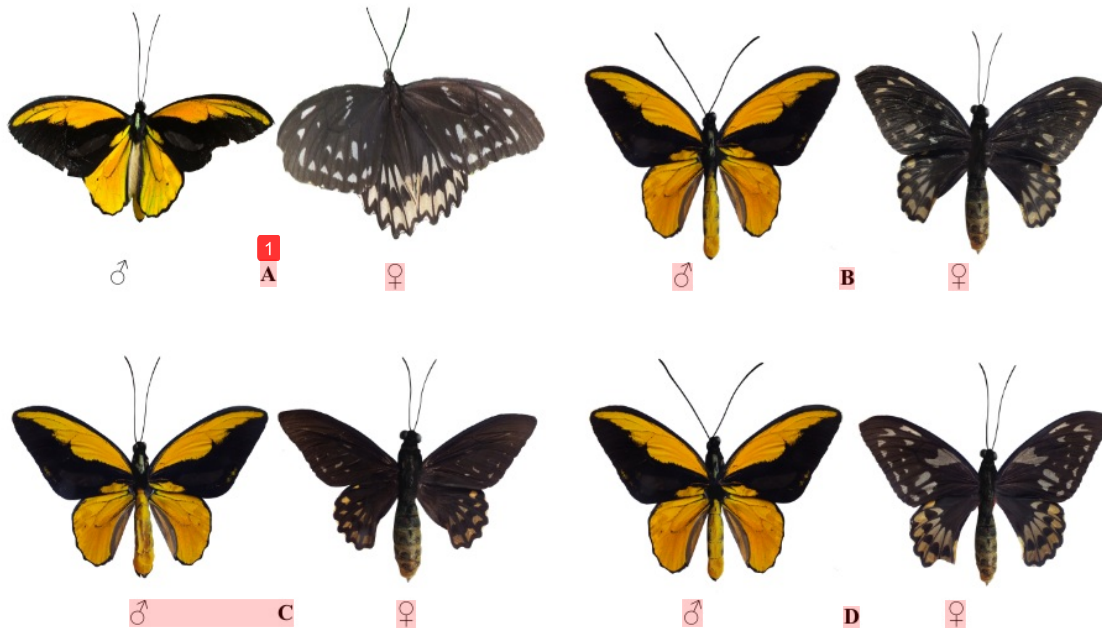 1
♂ A ♀
♂ B ♀
♂ C ♀
♂ D ♀